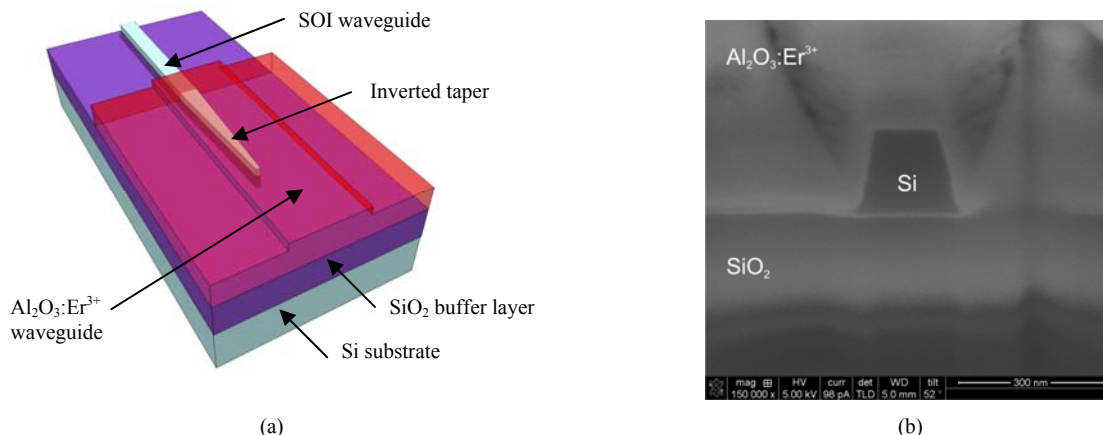 SOI waveguide
Inverted taper
Al₂O₃:Er³⁺
waveguide
SiO₂ buffer layer
Si substrate
(a)
Al₂O₃:Er³⁺
Si
SiO₂
mag HV curr det WD tilt
150 000 x 5.00 kV 98 pA TLD 5.0 mm 52 ° 300 nm
(b)